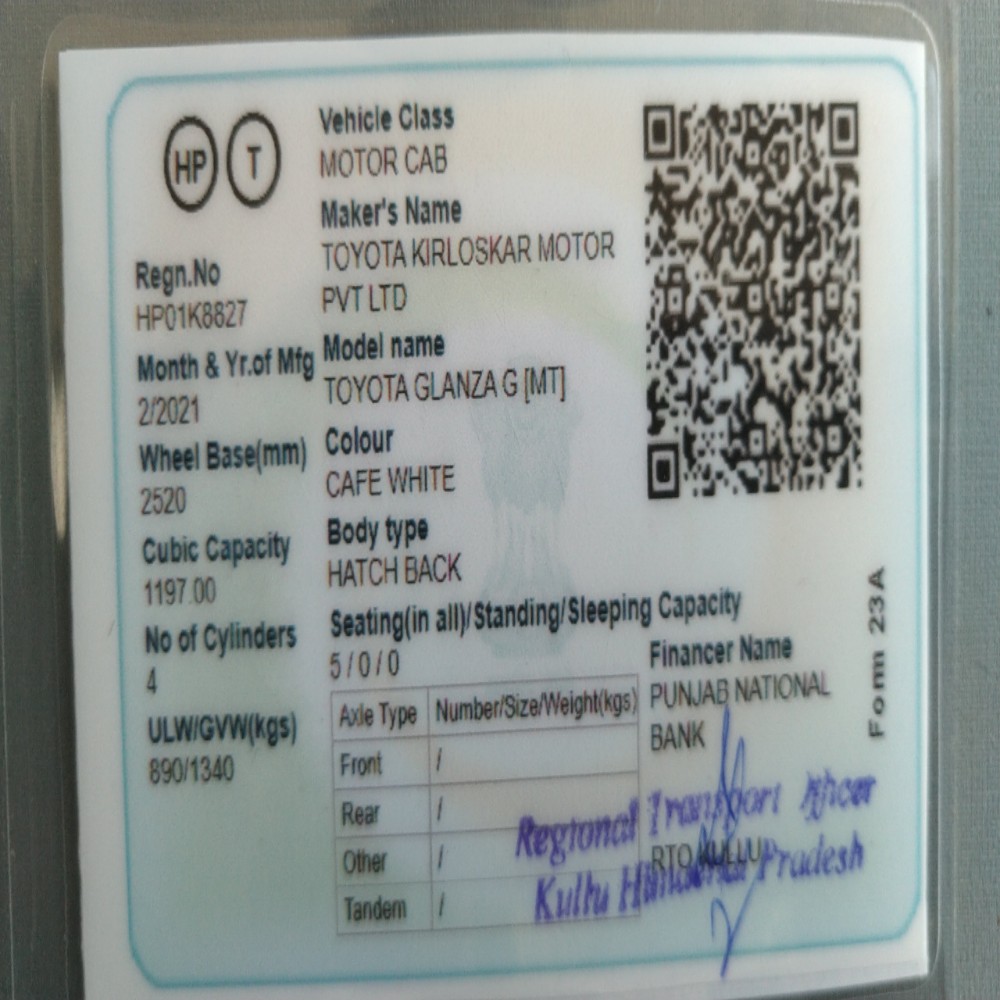 HP T
Regn.No
HP01K8827
Month & Yr.of Mfg
2/2021
Wheel Base(mm)
2520
Cubic Capacity
1197.00
No of Cylinders
4
ULW/GVW(kgs)
890/1340
Vehicle Class
MOTOR CAB
Maker's Name
TOYOTA KIRLOSKAR MOTOR
PVT LTD
Model name
TOYOTA GLANZA G [MT]
Colour
CAFE WHITE
Body type
HATCH BACK
Seating(in all)/Standing/Sleeping Capacity
5 / 0 / 0
Axle Type Number/Size/Weight(kgs)
Front /
Rear /
Other /
Tandem /
Financer Name
PUNJAB NATIONAL
BANK
Regional Transport Officer
RTO KULLU
Kullu Himachal Pradesh
Form 23A